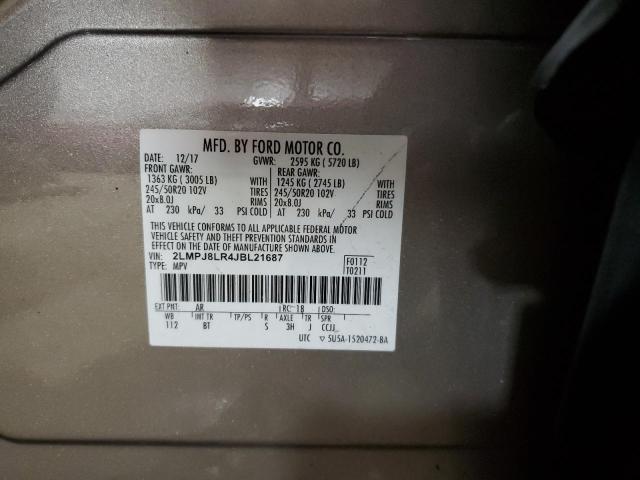 MFD. BY FORD MOTOR CO.
DATE: 12/17 GVWR: 2595 KG ( 5720 LB)
FRONT GAWR: REAR GAWR:
1363 KG ( 3005 LB) WITH 1245 KG ( 2745 LB) WITH
245/50R20 102V TIRES 245/50R20 102V TIRES
20x8.0J RIMS 20x8.0J RIMS
AT 230 kPa/ 33 PSI COLD AT 230 kPa/ 33 PSI COLD
THIS VEHICLE CONFORMS TO ALL APPLICABLE FEDERAL MOTOR
VEHICLE SAFETY AND THEFT PREVENTION STANDARDS IN
EFFECT ON THE DATE OF MANUFACTURE SHOWN ABOVE.
VIN: 2LMPJ8LR4JBL21687 F0112
TYPE: MPV T0211
EXT PNT: AR RC: 18 DSO:
WB INT TR TP/PS R AXLE TR SPR
112 BT S 3H J CCJJ
UTC ▽ 5U5A-1520472-BA